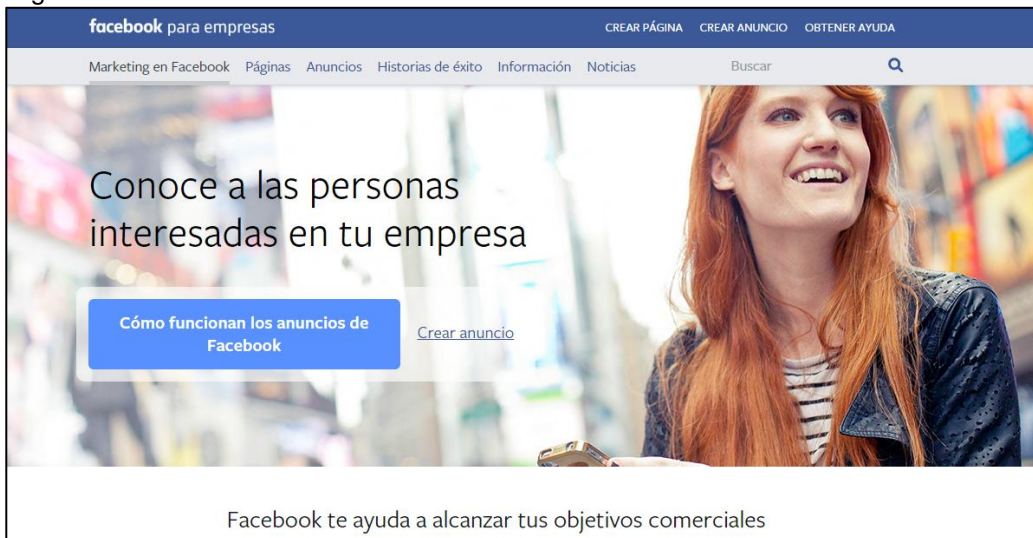 facebook para empresas
CREAR PÁGINA CREAR ANUNCIO OBTENER AYUDA
Marketing en Facebook Páginas Anuncios Historias de éxito Información Noticias Buscar
Conoce a las personas
interesadas en tu empresa
Cómo funcionan los anuncios de
Facebook
Crear anuncio
Facebook te ayuda a alcanzar tus objetivos comerciales